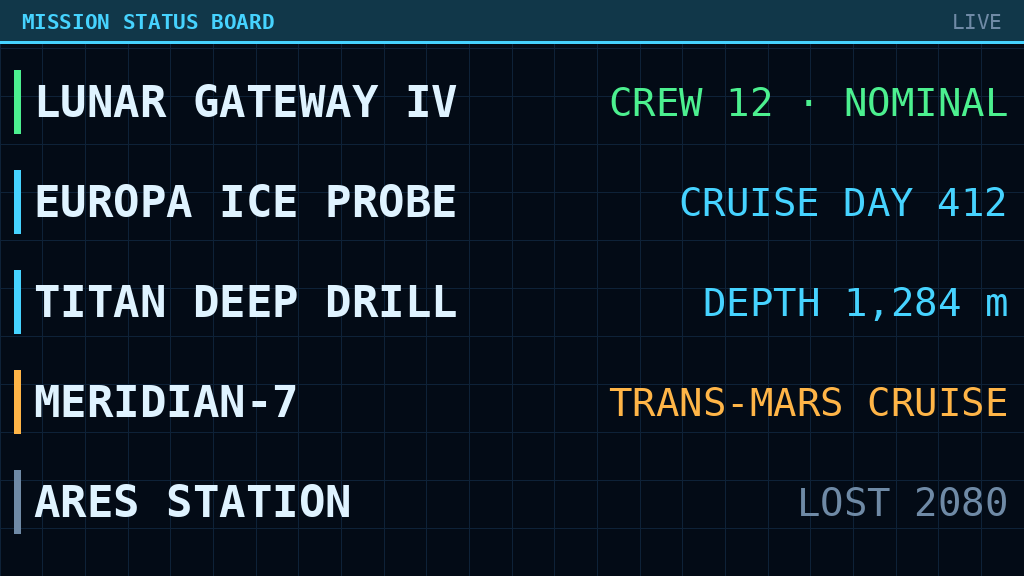 MISSION STATUS BOARD LIVE
LUNAR GATEWAY IV CREW 12 · NOMINAL
EUROPA ICE PROBE CRUISE DAY 412
TITAN DEEP DRILL DEPTH 1,284 m
MERIDIAN-7 TRANS-MARS CRUISE
ARES STATION LOST 2080